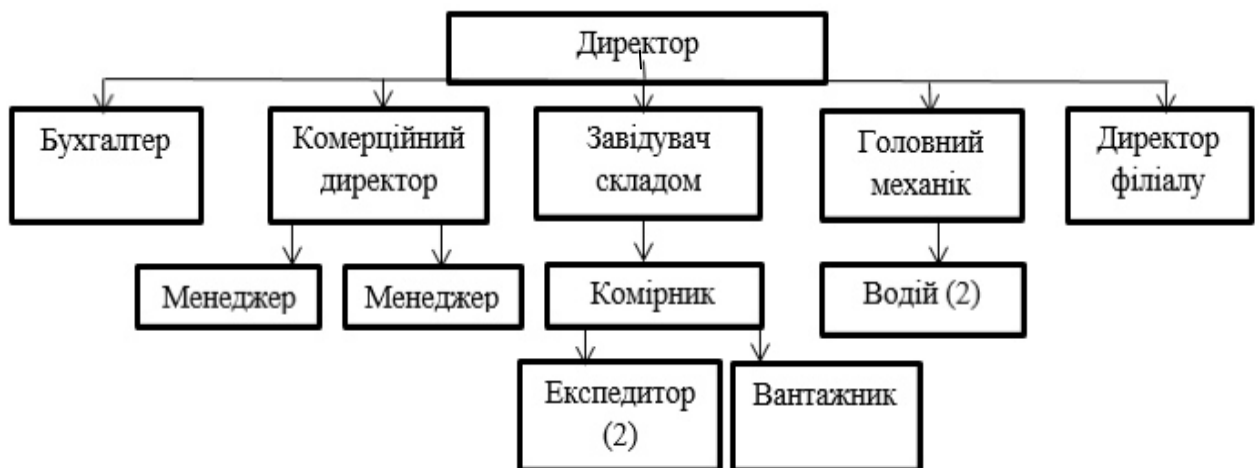 Директор
Бухгалтер
Комерційний
директор
Завідувач
складом
Головний
механік
Директор
філіалу
Менеджер
Менеджер
Комірник
Водій (2)
Експедитор
(2)
Вантажник